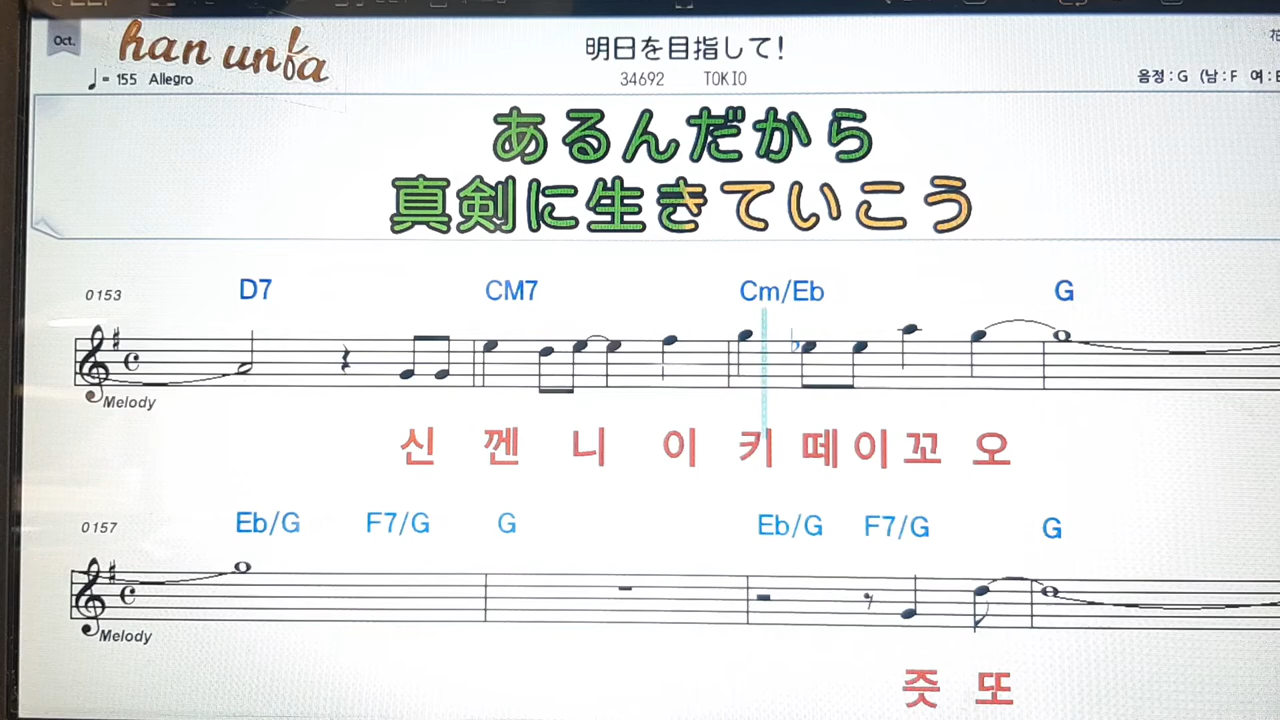 Oct.
han unba
明日を目指して!
♩= 155 Allegro
34692 TOKIO
음정:G (남:F 여:E
あるんだから
真剣に生きていこう
D7 CM7 Cm/Eb G
0153
Melody
신 껜 니 이 키 떼 이 꼬 오
Eb/G F7/G G Eb/G F7/G G
0157
Melody
즛 또